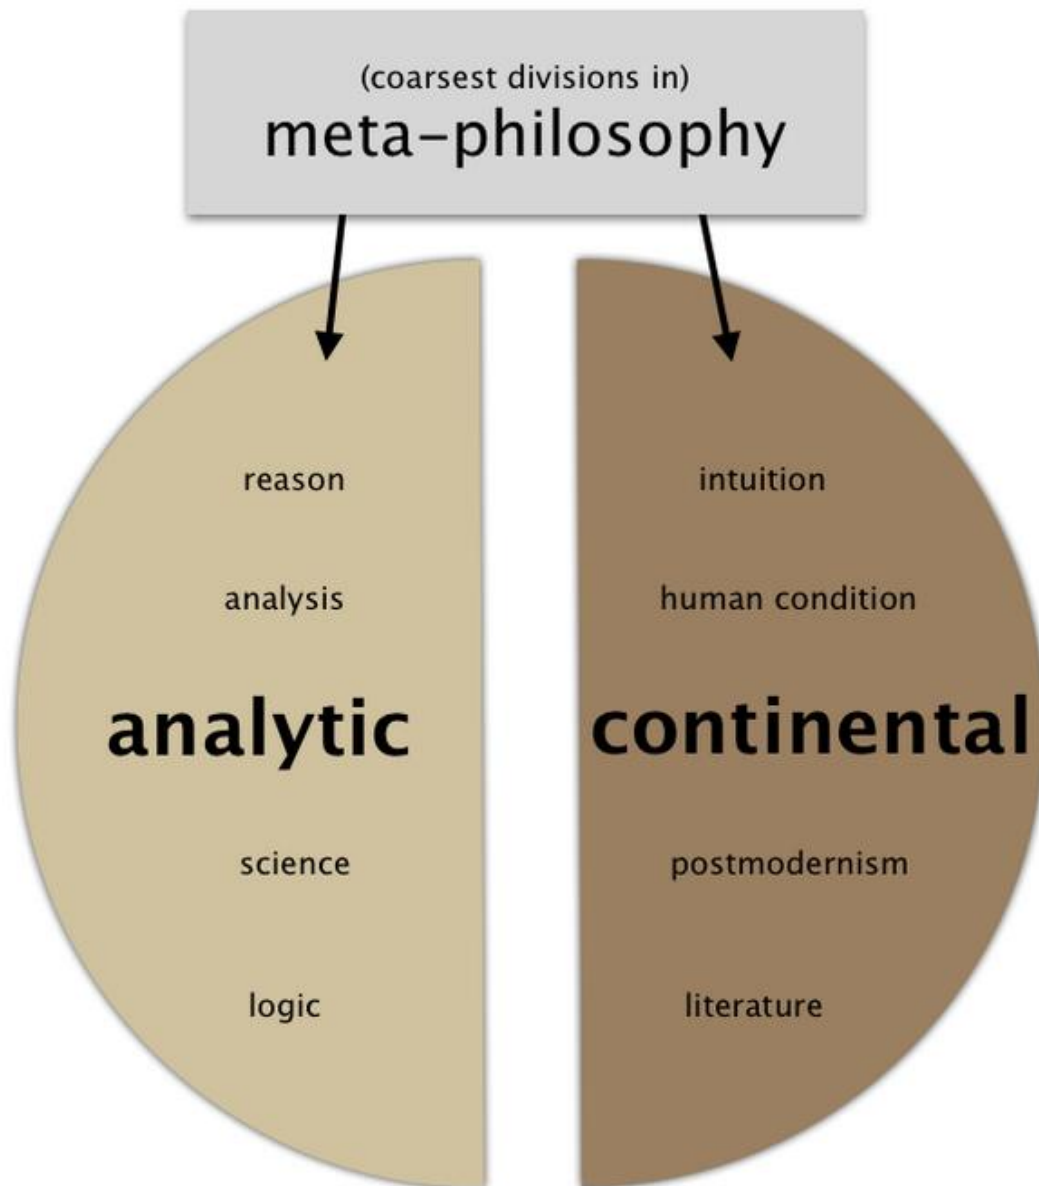 (coarsest divisions in)
meta-philosophy
reason
analysis
analytic
science
logic
intuition
human condition
continental
postmodernism
literature